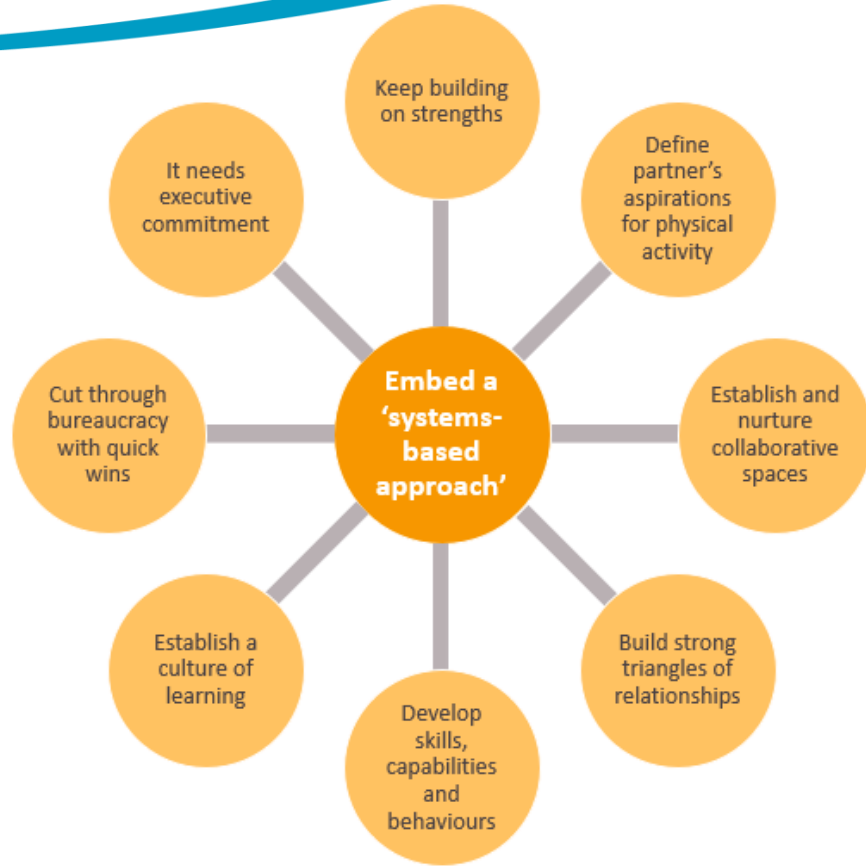 Keep building
on strengths
Define
partner’s
aspirations
for physical
activity
Establish and
nurture
collaborative
spaces
Build strong
triangles of
relationships
Develop
skills,
capabilities
and
behaviours
Establish a
culture of
learning
Cut through
bureaucracy
with quick
wins
It needs
executive
commitment
Embed a
‘systems-
based
approach’